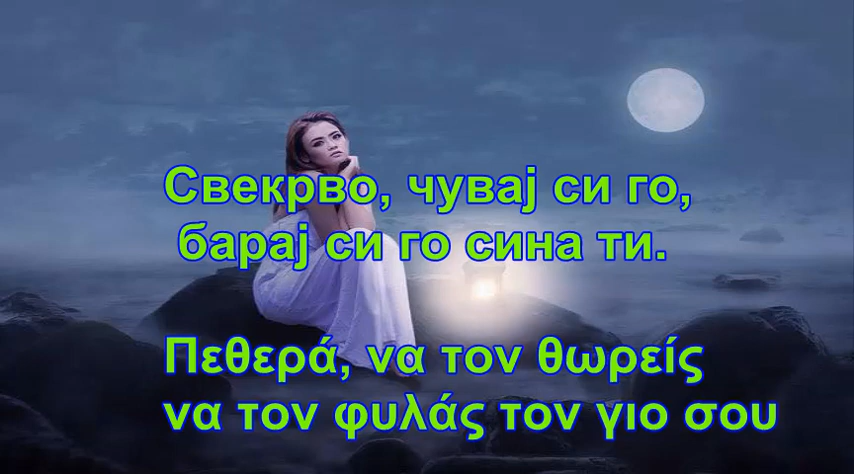 Свекрво, чувај си го,
барај си го сина ти.
Πεθερά, να τον θωρείς
να τον φυλάς τον γιο σου